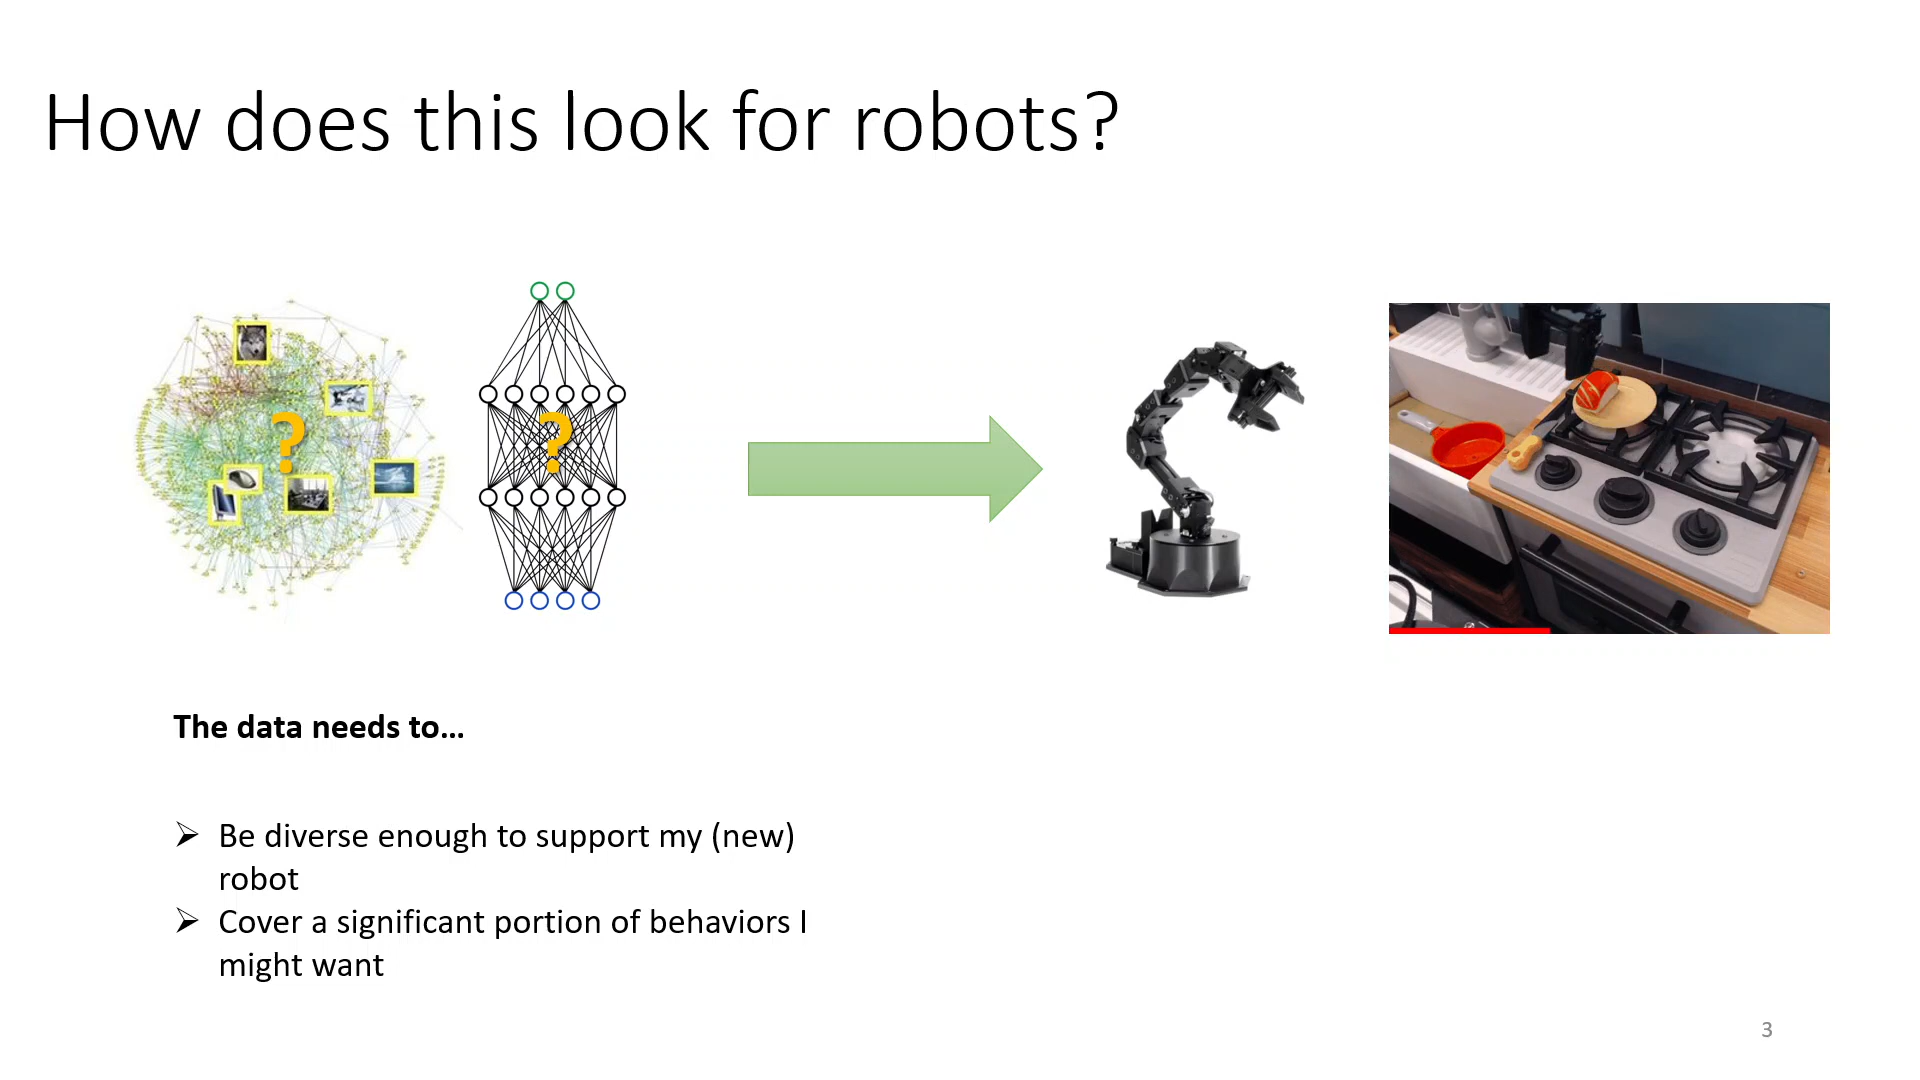 How does this look for robots?
?
?
The data needs to…
➢ Be diverse enough to support my (new)
robot
➢ Cover a significant portion of behaviors I
might want
3